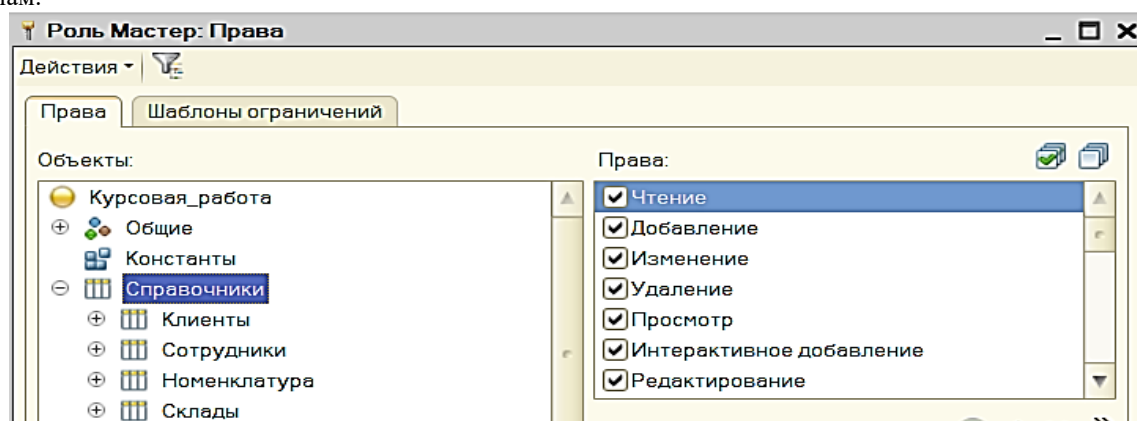 лам.
Роль Мастер: Права
Действия
Права Шаблоны ограничений
Объекты: Права:
Курсовая_работа
Общие
Константы
Справочники
Клиенты
Сотрудники
Номенклатура
Склады
Чтение
Добавление
Изменение
Удаление
Просмотр
Интерактивное добавление
Редактирование